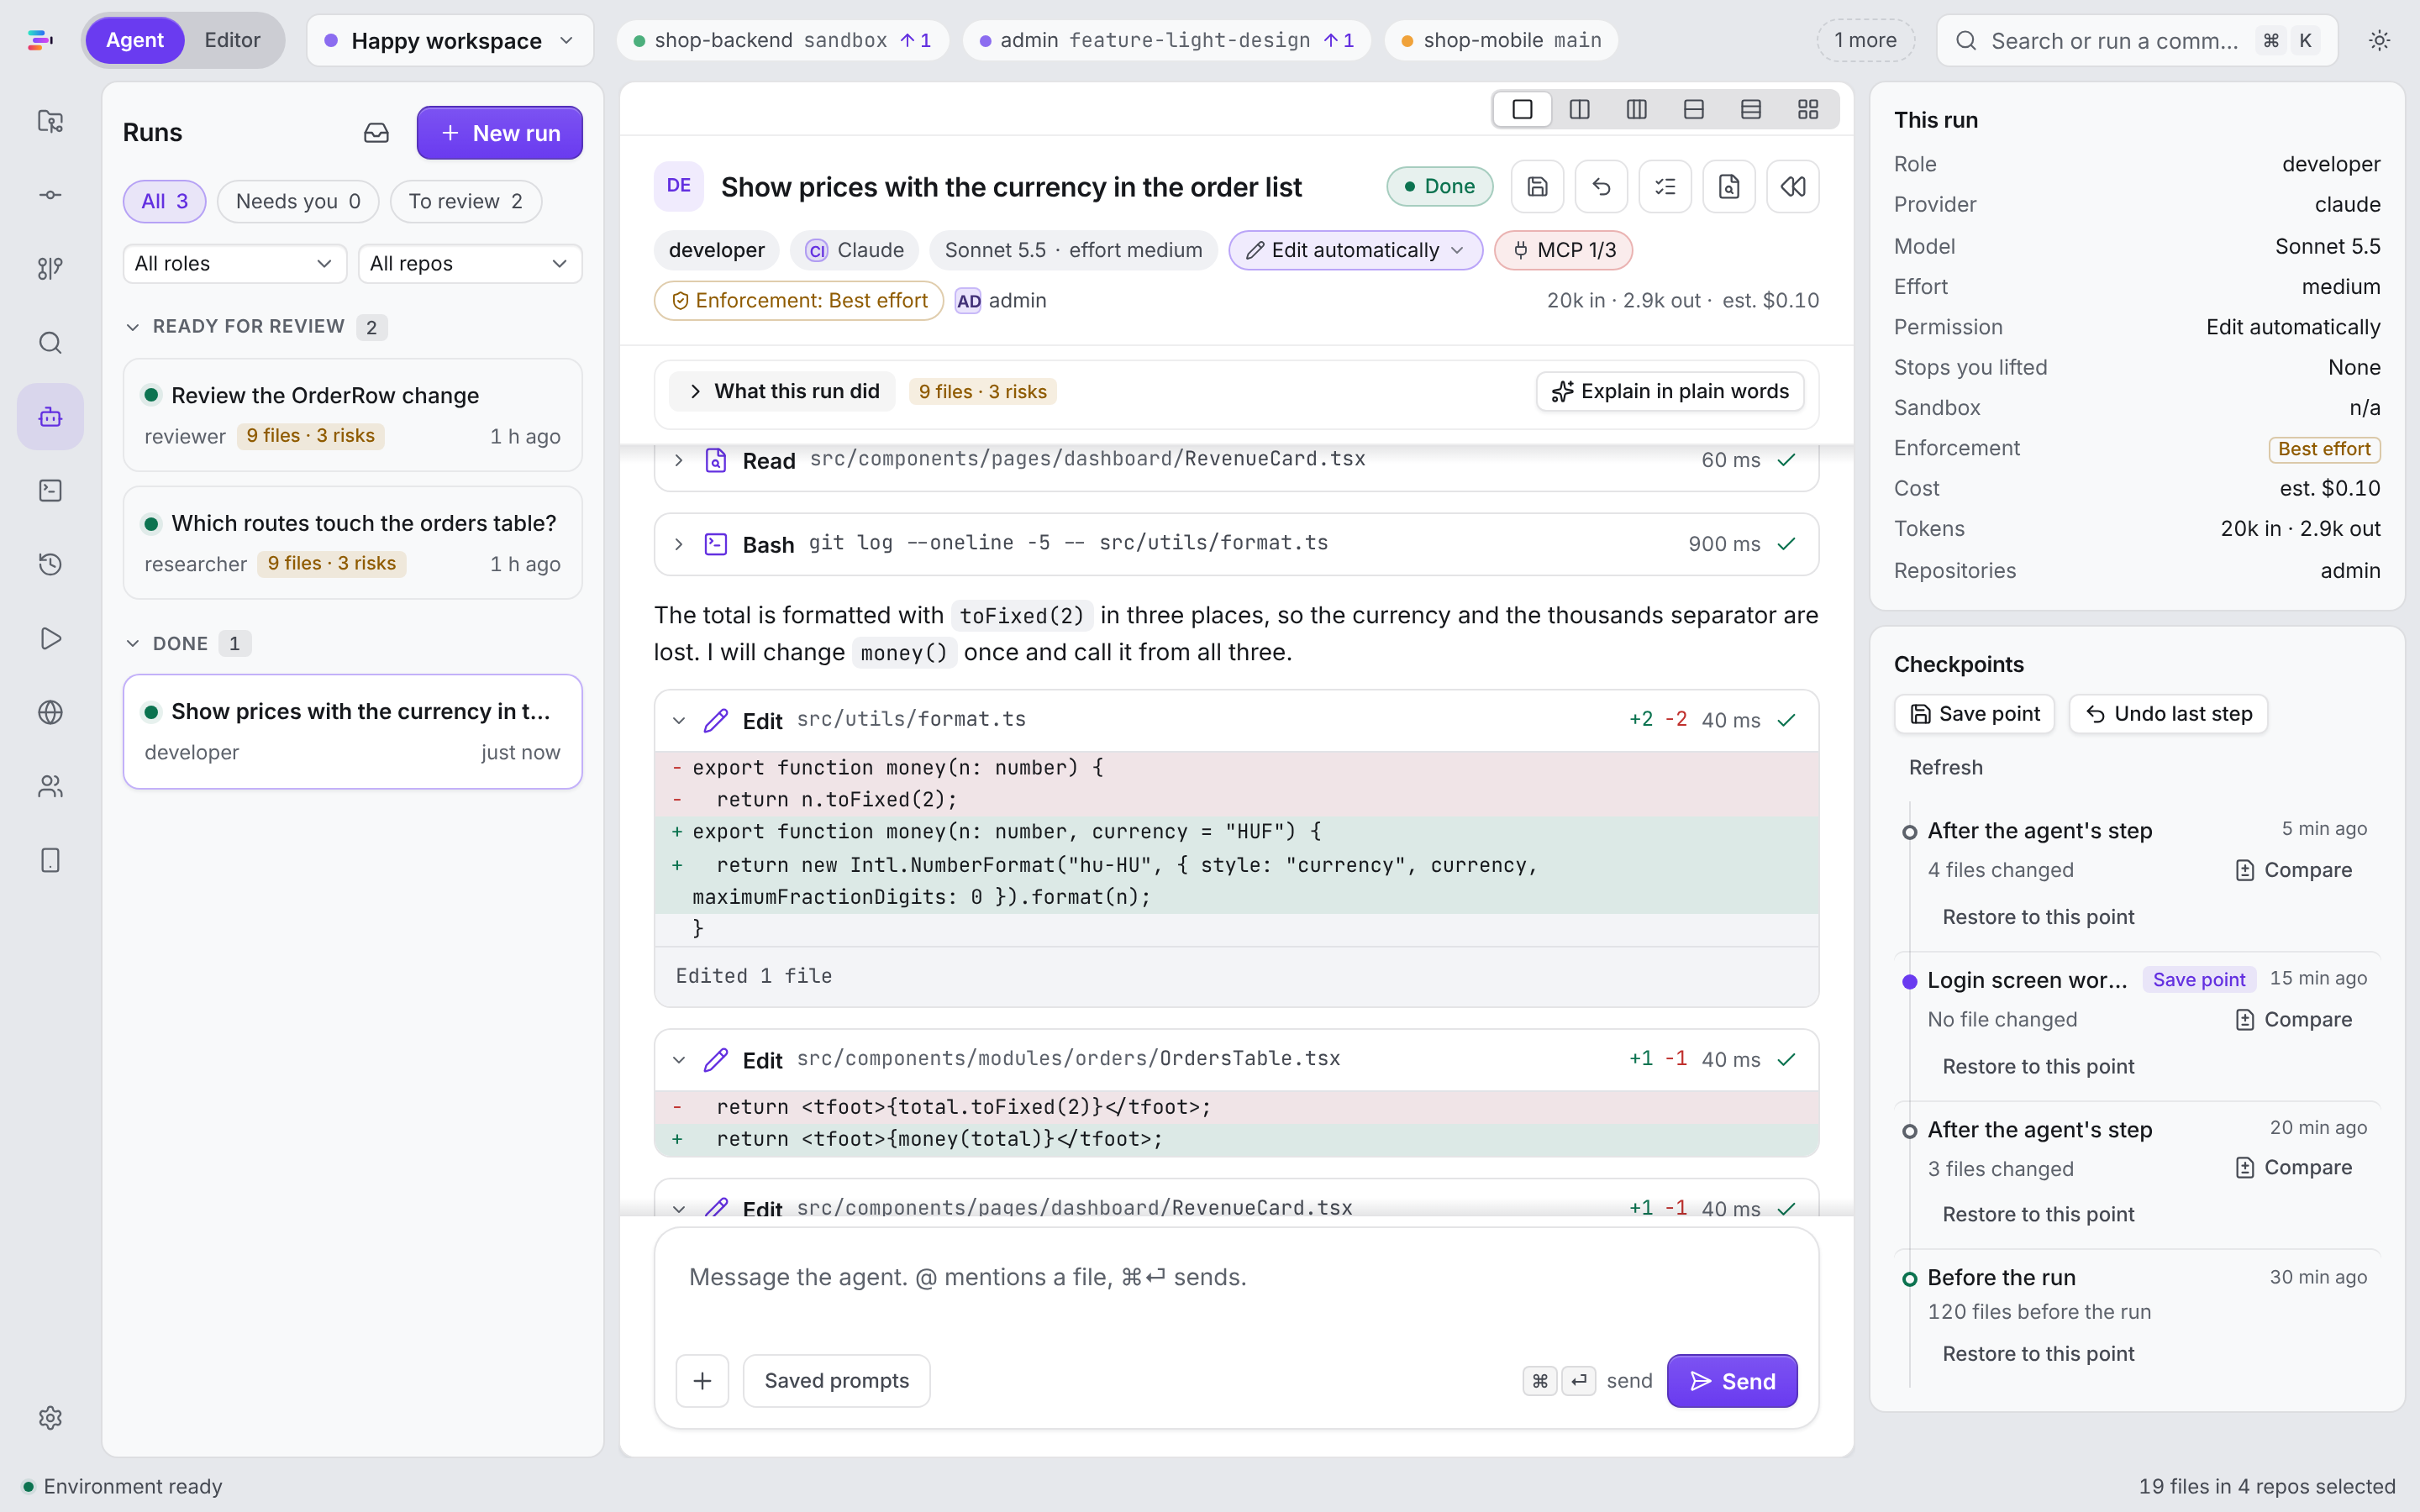 Agent
Editor
Happy workspace
shop-backend sandbox ↑1
admin feature-light-design ↑1
shop-mobile main
1 more
Search or run a comm... ⌘ K
Runs
+ New run
All 3
Needs you 0
To review 2
All roles
All repos
READY FOR REVIEW 2
Review the OrderRow change
reviewer 9 files · 3 risks 1 h ago
Which routes touch the orders table?
researcher 9 files · 3 risks 1 h ago
DONE 1
Show prices with the currency in t...
developer just now
DE Show prices with the currency in the order list
Done
developer
CI Claude
Sonnet 5.5 · effort medium
Edit automatically
MCP 1/3
Enforcement: Best effort
AD admin
20k in · 2.9k out · est. $0.10
What this run did
9 files · 3 risks
Explain in plain words
Read src/components/pages/dashboard/RevenueCard.tsx 60 ms
Bash git log --oneline -5 -- src/utils/format.ts 900 ms
The total is formatted with toFixed(2) in three places, so the currency and the thousands separator are
lost. I will change money() once and call it from all three.
Edit src/utils/format.ts +2 -2 40 ms
- export function money(n: number) {
-   return n.toFixed(2);
+ export function money(n: number, currency = "HUF") {
+   return new Intl.NumberFormat("hu-HU", { style: "currency", currency,
maximumFractionDigits: 0 }).format(n);
}
Edited 1 file
Edit src/components/modules/orders/OrdersTable.tsx +1 -1 40 ms
-   return <tfoot>{total.toFixed(2)}</tfoot>;
+   return <tfoot>{money(total)}</tfoot>;
Edit src/components/pages/dashboard/RevenueCard.tsx +1 -1 40 ms
Message the agent. @ mentions a file, ⌘↵ sends.
+
Saved prompts
⌘ ↵ send
Send
This run
Role developer
Provider claude
Model Sonnet 5.5
Effort medium
Permission Edit automatically
Stops you lifted None
Sandbox n/a
Enforcement Best effort
Cost est. $0.10
Tokens 20k in · 2.9k out
Repositories admin
Checkpoints
Save point
Undo last step
Refresh
After the agent's step 5 min ago
4 files changed Compare
Restore to this point
Login screen wor... Save point 15 min ago
No file changed Compare
Restore to this point
After the agent's step 20 min ago
3 files changed Compare
Restore to this point
Before the run 30 min ago
120 files before the run
Restore to this point
Environment ready
19 files in 4 repos selected